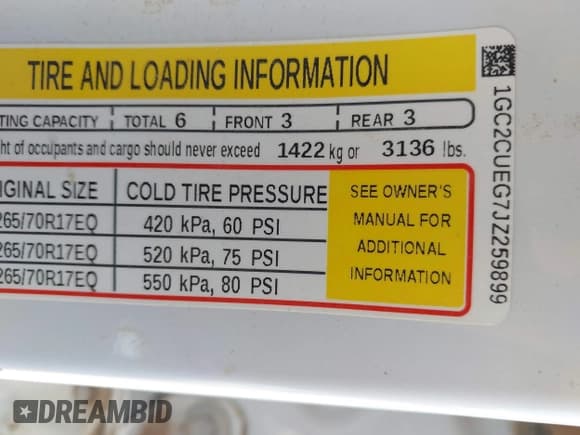 TIRE AND LOADING INFORMATION
TING CAPACITY TOTAL 6 FRONT 3 REAR 3
ht of occupants and cargo should never exceed 1422 kg or 3136 lbs.
IGINAL SIZE COLD TIRE PRESSURE
265/70R17EQ 420 kPa, 60 PSI
265/70R17EQ 520 kPa, 75 PSI
265/70R17EQ 550 kPa, 80 PSI
SEE OWNER'S
MANUAL FOR
ADDITIONAL
INFORMATION
1GC2CUEG7JZ259899
DREAMBID